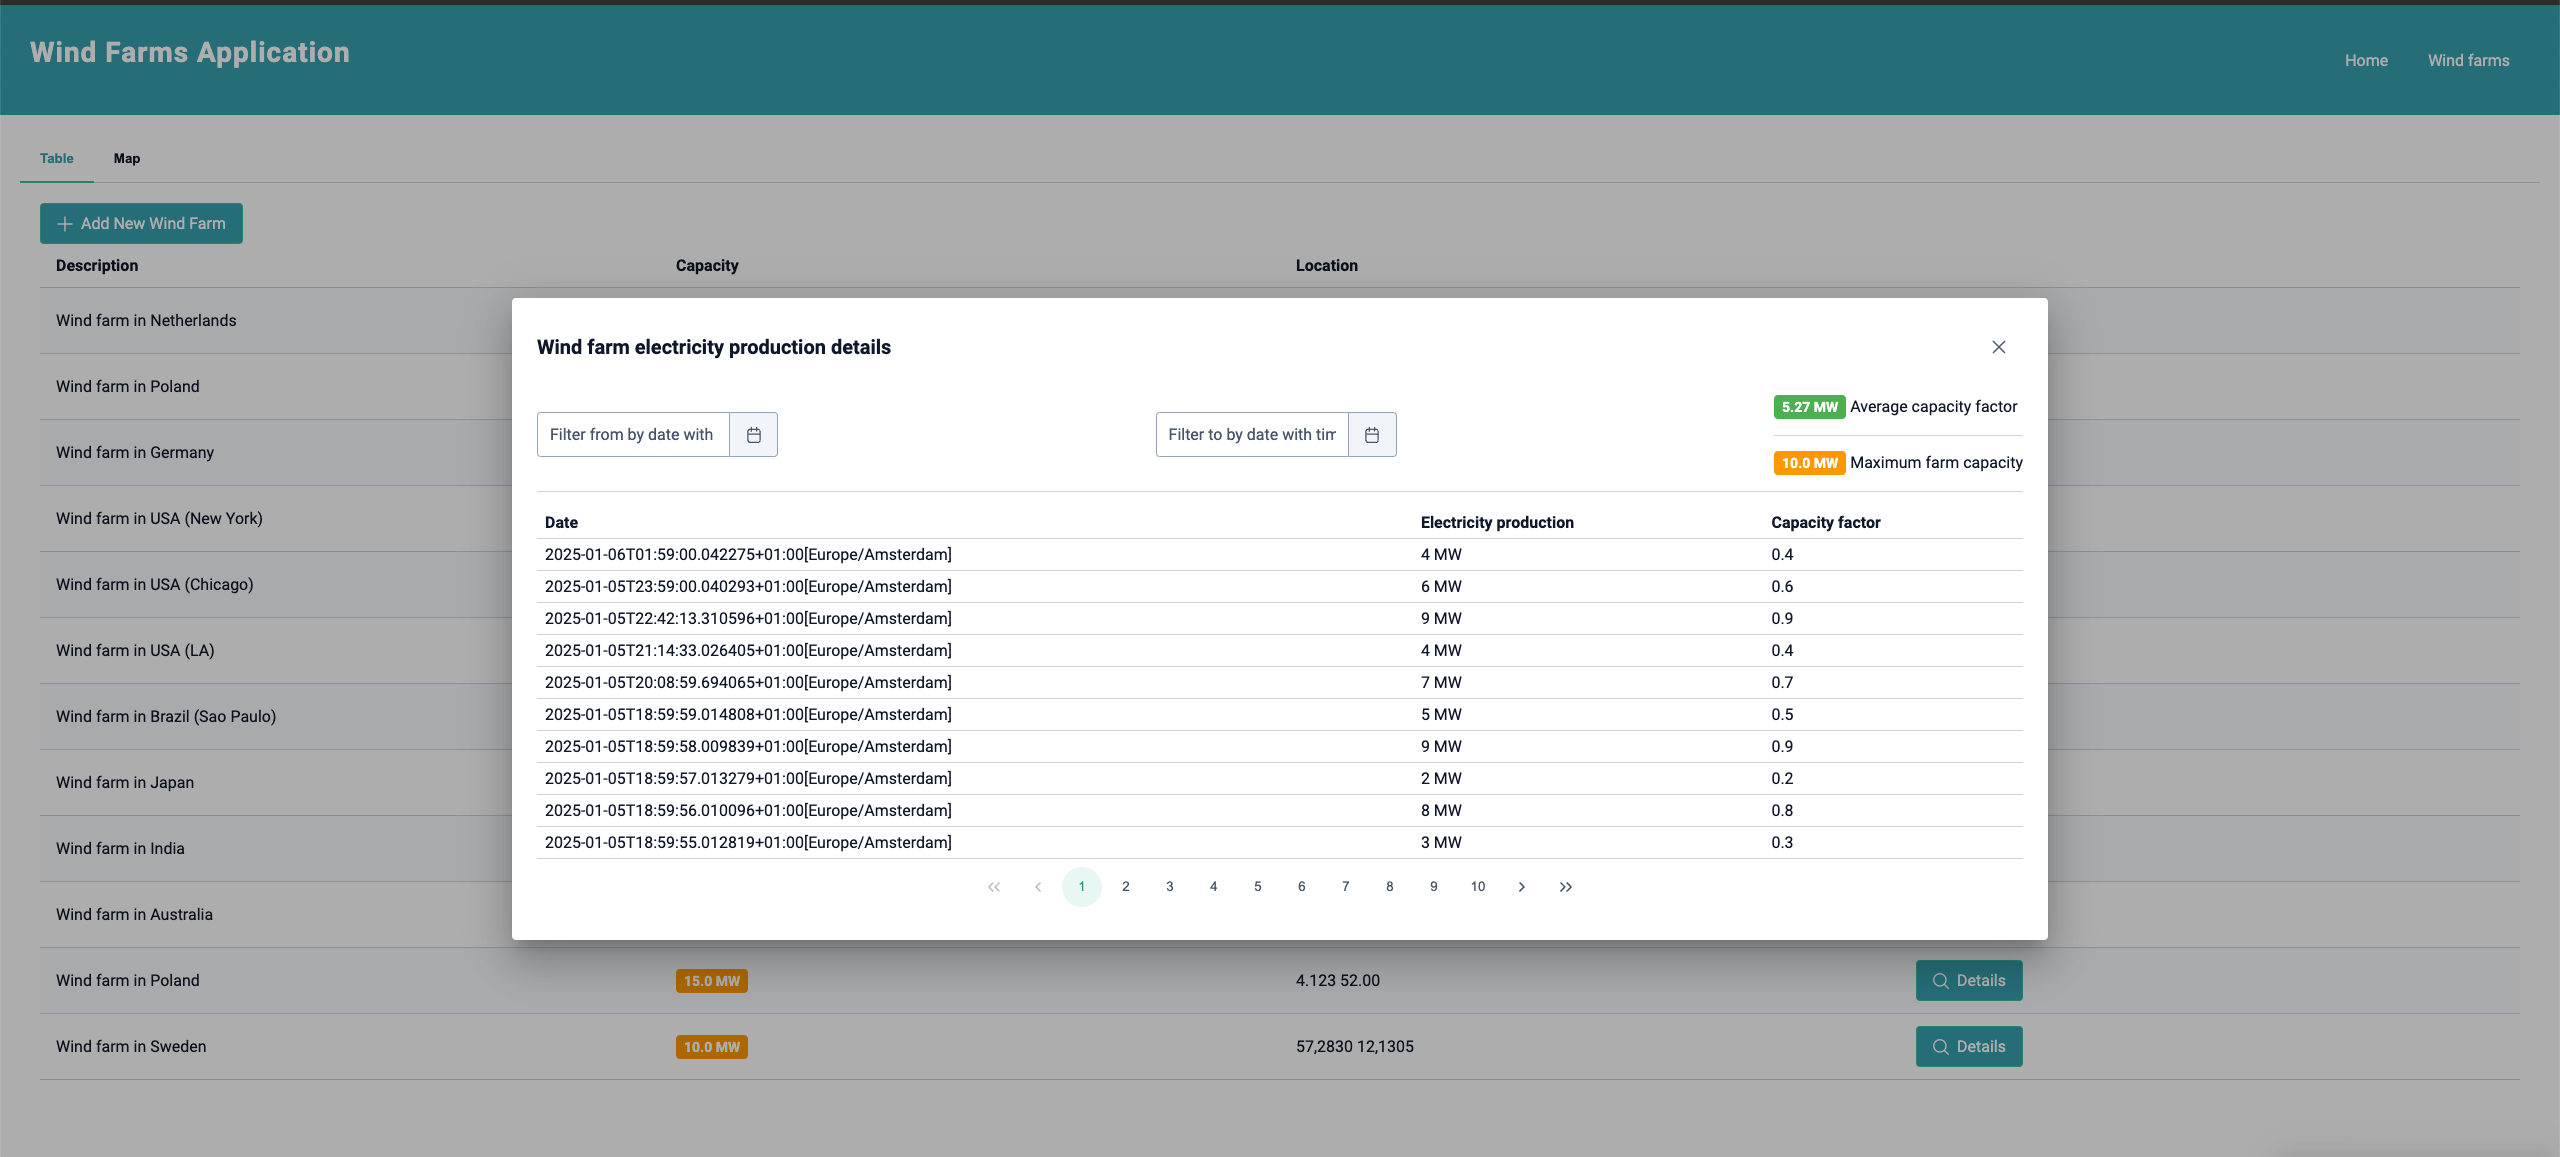 Wind Farms Application
Home Wind farms
Table Map
Add New Wind Farm
Description Capacity Location
Wind farm in Netherlands
Wind farm in Poland
Wind farm in Germany
Wind farm in USA (New York)
Wind farm in USA (Chicago)
Wind farm in USA (LA)
Wind farm in Brazil (Sao Paulo)
Wind farm in Japan
Wind farm in India
Wind farm in Australia
Wind farm in Poland 15.0 MW 4.123 52.00 Details
Wind farm in Sweden 10.0 MW 57,2830 12,1305 Details
Wind farm electricity production details
Filter from by date with
Filter to by date with tim
5.27 MW Average capacity factor
10.0 MW Maximum farm capacity
Date Electricity production Capacity factor
2025-01-06T01:59:00.042275+01:00[Europe/Amsterdam] 4 MW 0.4
2025-01-05T23:59:00.040293+01:00[Europe/Amsterdam] 6 MW 0.6
2025-01-05T22:42:13.310596+01:00[Europe/Amsterdam] 9 MW 0.9
2025-01-05T21:14:33.026405+01:00[Europe/Amsterdam] 4 MW 0.4
2025-01-05T20:08:59.694065+01:00[Europe/Amsterdam] 7 MW 0.7
2025-01-05T18:59:59.014808+01:00[Europe/Amsterdam] 5 MW 0.5
2025-01-05T18:59:58.009839+01:00[Europe/Amsterdam] 9 MW 0.9
2025-01-05T18:59:57.013279+01:00[Europe/Amsterdam] 2 MW 0.2
2025-01-05T18:59:56.010096+01:00[Europe/Amsterdam] 8 MW 0.8
2025-01-05T18:59:55.012819+01:00[Europe/Amsterdam] 3 MW 0.3
1 2 3 4 5 6 7 8 9 10